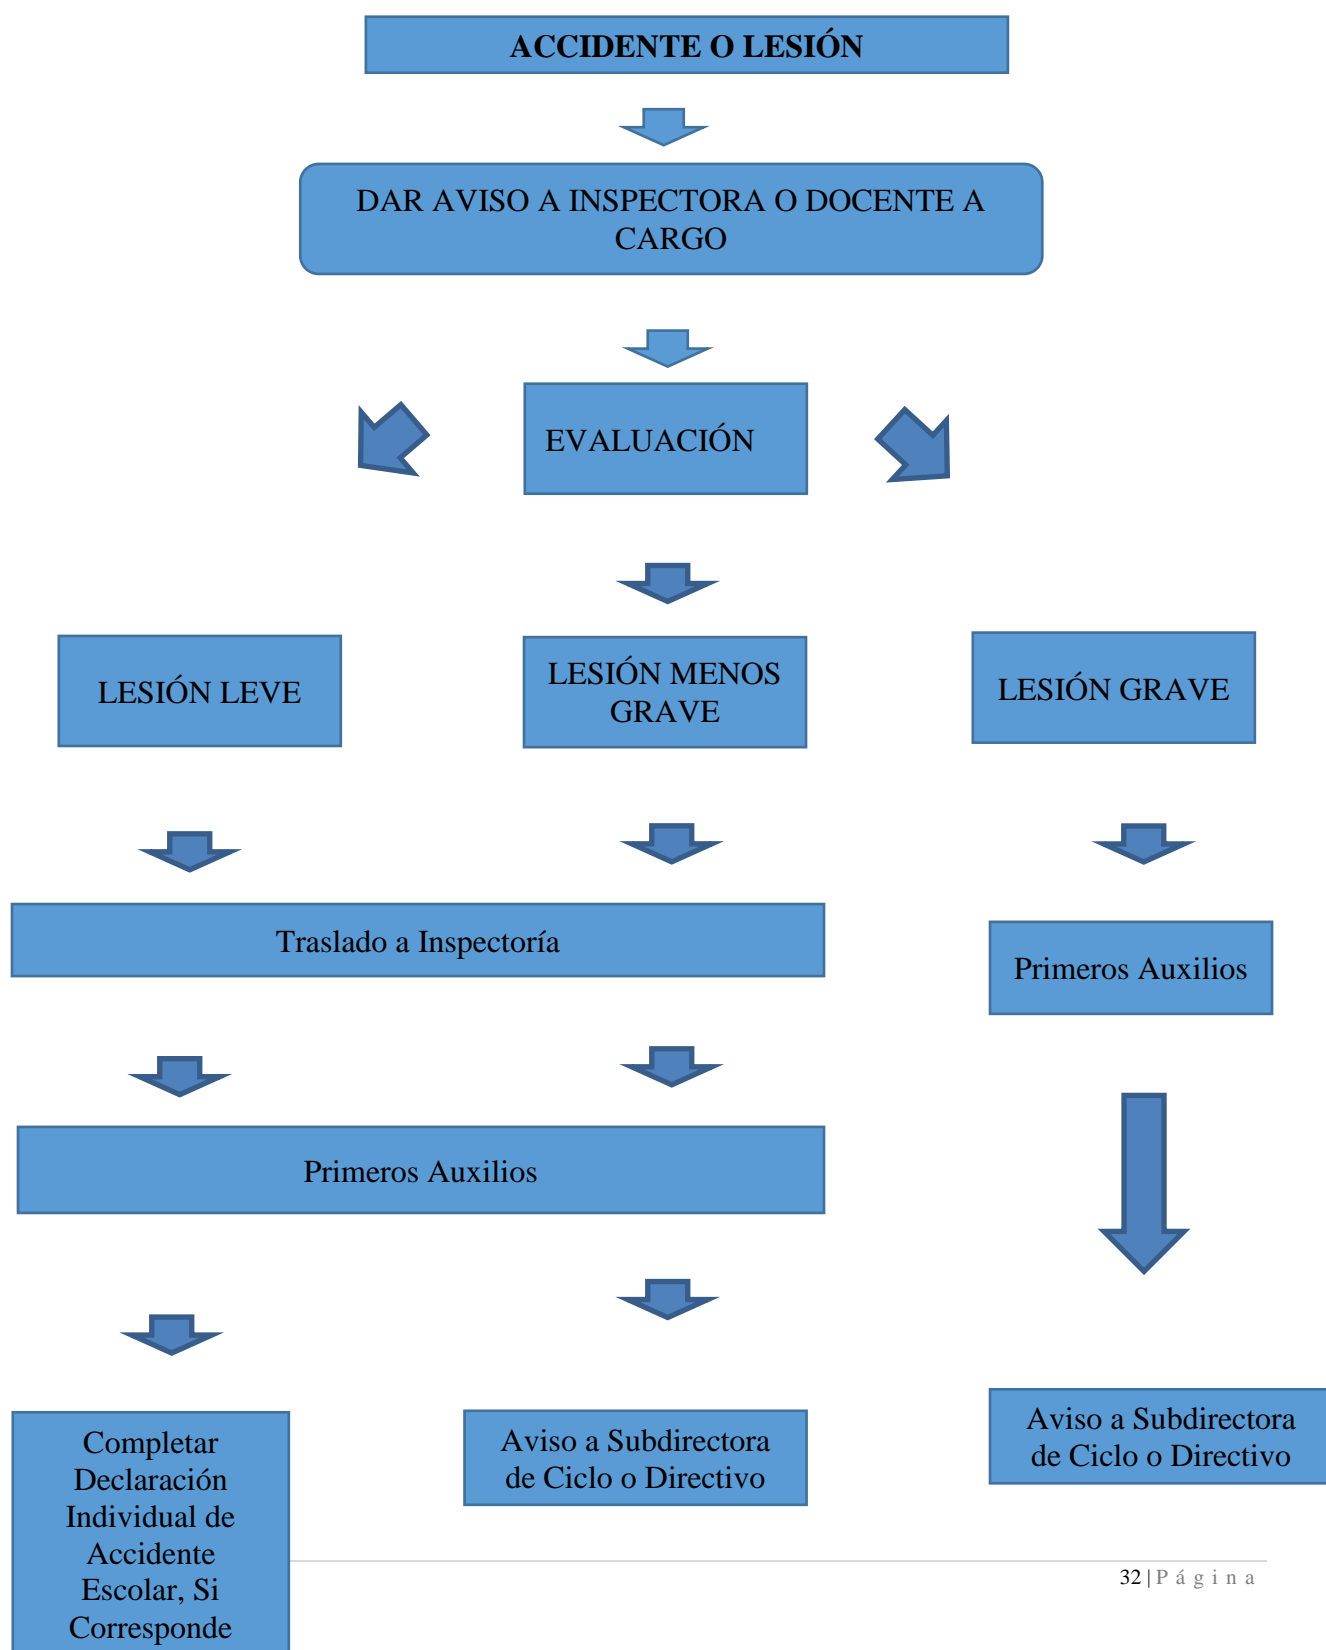 ACCIDENTE O LESIÓN
DAR AVISO A INSPECTORA O DOCENTE A
CARGO
EVALUACIÓN
LESIÓN LEVE
LESIÓN MENOS
GRAVE
LESIÓN GRAVE
Traslado a Inspectoría
Primeros Auxilios
Primeros Auxilios
Completar
Declaración
Individual de
Accidente
Escolar, Si
Corresponde
Aviso a Subdirectora
de Ciclo o Directivo
Aviso a Subdirectora
de Ciclo o Directivo
32 | P á g i n a